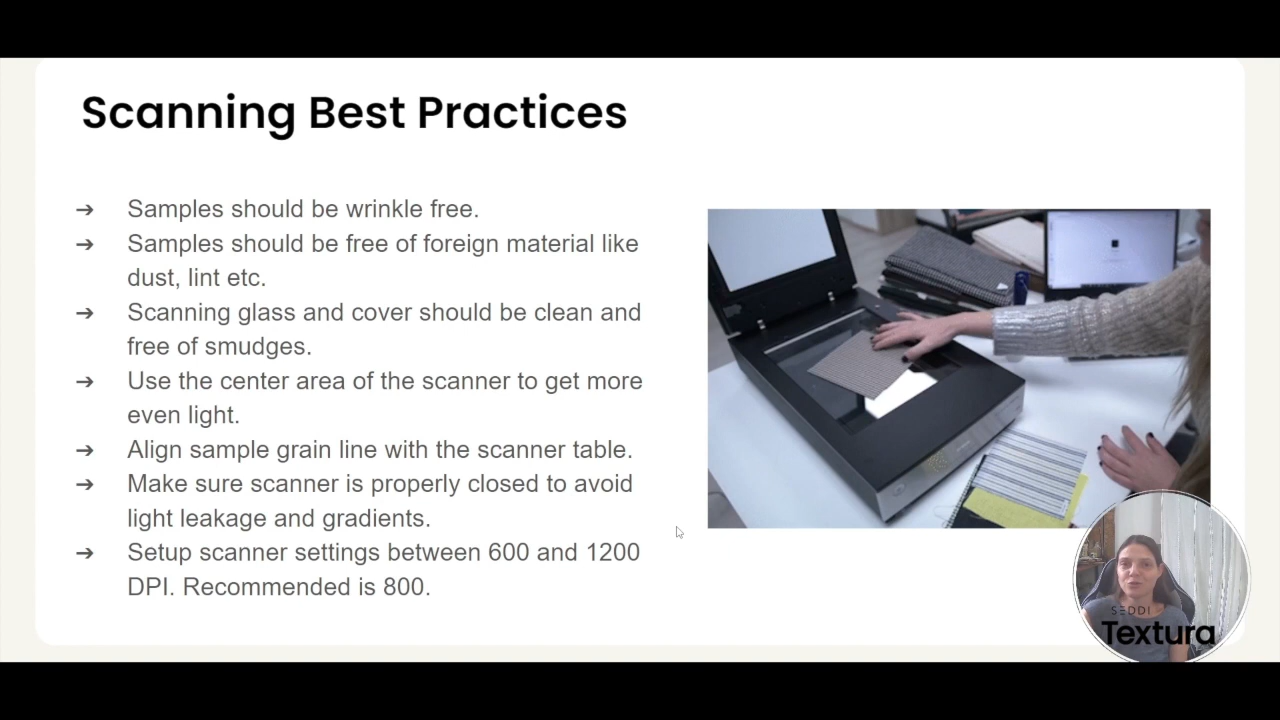 Scanning Best Practices
➔ Samples should be wrinkle free.
➔ Samples should be free of foreign material like
dust, lint etc.
➔ Scanning glass and cover should be clean and
free of smudges.
➔ Use the center area of the scanner to get more
even light.
➔ Align sample grain line with the scanner table.
➔ Make sure scanner is properly closed to avoid
light leakage and gradients.
➔ Setup scanner settings between 600 and 1200
DPI. Recommended is 800.
SEDDI
Textura